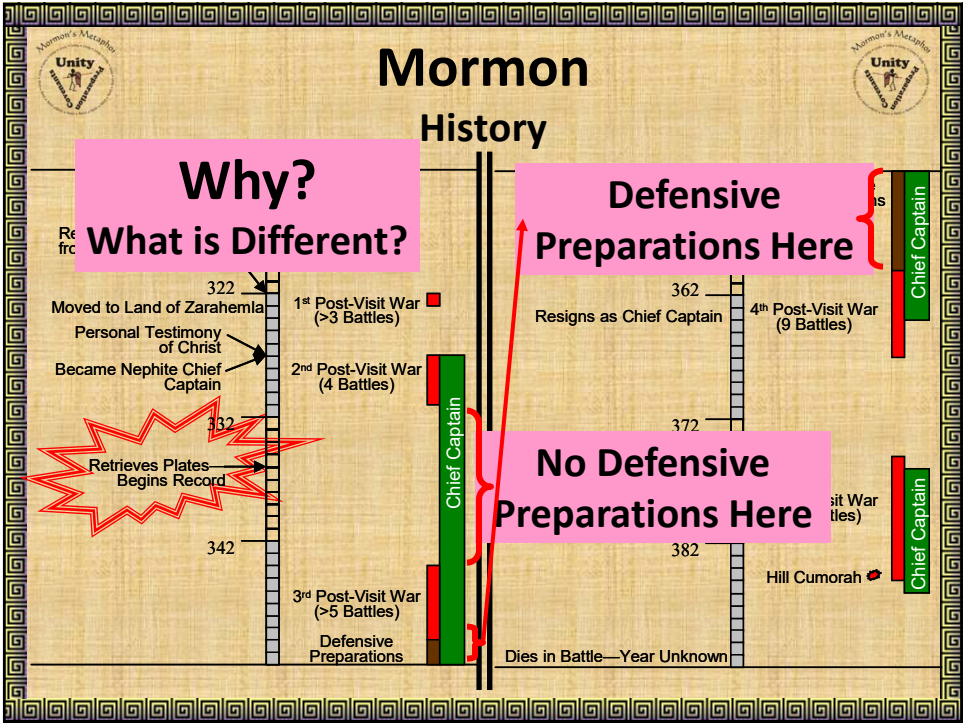 Mormon's Metaphor
Unity
Preparation
Covenants
Mormon
History
Mormon's Metaphor
Unity
Preparation
Covenants
Why?
What is Different?
322
Moved to Land of Zarahemla
Personal Testimony
of Christ
Became Nephite Chief
Captain
332
Retrieves Plates
Begins Record
342
1st Post-Visit War
(>3 Battles)
2nd Post-Visit War
(4 Battles)
Chief Captain
3rd Post-Visit War
(>5 Battles)
Defensive
Preparations
Defensive
Preparations Here
Chief Captain
362
Resigns as Chief Captain
4th Post-Visit War
(9 Battles)
372
No Defensive
Preparations Here
War
382
Chief Captain
Hill Cumorah
Dies in Battle—Year Unknown